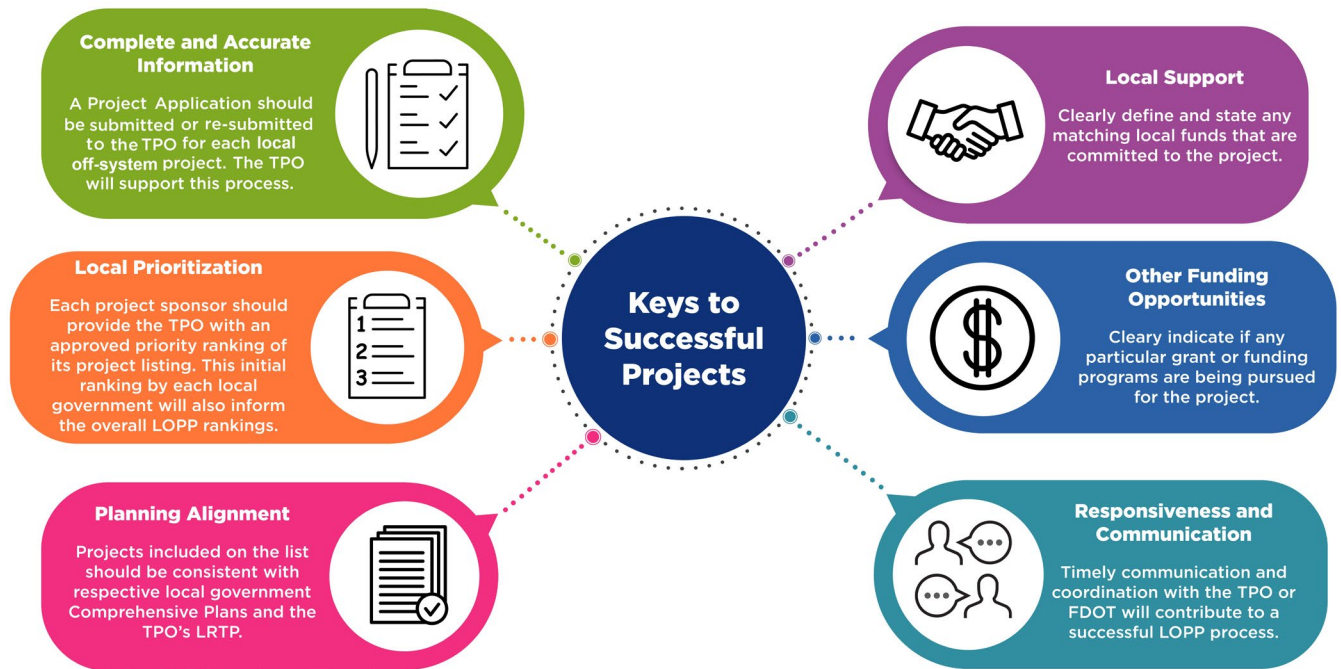 Complete and Accurate
Information
A Project Application should
be submitted or re-submitted
to the TPO for each local
off-system project. The TPO
will support this process.
Local Prioritization
Each project sponsor should
provide the TPO with an
approved priority ranking of
its project listing. This initial
ranking by each local
government will also inform
the overall LOPP rankings.
1
2
3
Planning Alignment
Projects included on the list
should be consistent with
respective local government
Comprehensive Plans and the
TPO's LRTP.
Keys to
Successful
Projects
Local Support
Clearly define and state any
matching local funds that are
committed to the project.
Other Funding
Opportunities
Cleary indicate if any
particular grant or funding
programs are being pursued
for the project.
$
Responsiveness and
Communication
Timely communication and
coordination with the TPO or
FDOT will contribute to a
successful LOPP process.